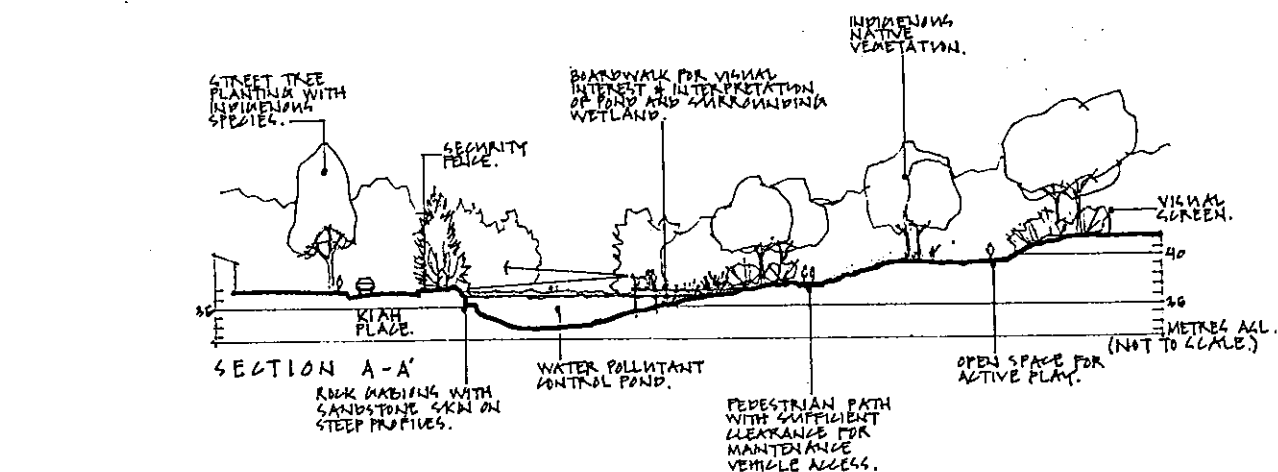 STREET TREE
PLANTING WITH
INDIGENOUS
SPECIES.
SECURITY
FENCE.
BOARDWALK FOR VISUAL
INTEREST & INTERPRETATION
OF POND AND SURROUNDING
WETLAND.
INDIGENOUS
NATIVE
VEGETATION.
VISUAL
SCREEN.
40
36
METRES ASL.
(NOT TO SCALE.)
KIAH
PLACE.
SECTION A-A'
ROCK GABIONS WITH
SANDSTONE SKIN ON
STEEP PROFILES.
WATER POLLUTANT
CONTROL POND.
PEDESTRIAN PATH
WITH SUFFICIENT
CLEARANCE FOR
MAINTENANCE
VEHICLE ACCESS.
OPEN SPACE FOR
ACTIVE PLAY.